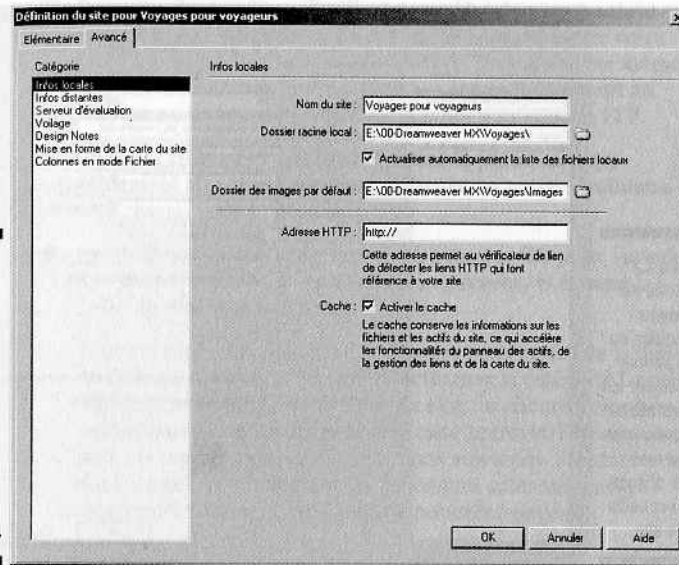 Définition du site pour Voyages pour voyageurs
Elémentaire Avancé
Catégorie
Infos locales
Infos distantes
Serveur d'évaluation
Voilage
Design Notes
Mise en forme de la carte du site
Colonnes en mode Fichier
Infos locales
Nom du site : Voyages pour voyageurs
Dossier racine local : E:\00-Dreamweaver MX\Voyages\
Actualiser automatiquement la liste des fichiers locaux
Dossier des images par défaut : E:\00-Dreamweaver MX\Voyages\Images
Adresse HTTP : http://
Cette adresse permet au vérificateur de lien
de détecter les liens HTTP qui font
référence à votre site.
Cache : Activer le cache
Le cache conserve les informations sur les
fichiers et les actifs du site, ce qui accélère
les fonctionnalités du panneau des actifs, de
la gestion des liens et de la carte du site.
OK Annuler Aide